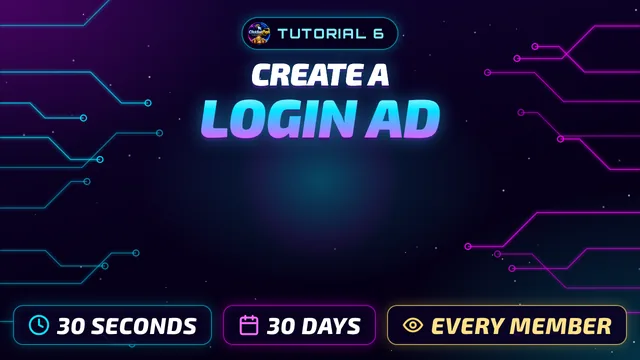 TUTORIAL 6
CREATE A
LOGIN AD
30 SECONDS
30 DAYS
EVERY MEMBER